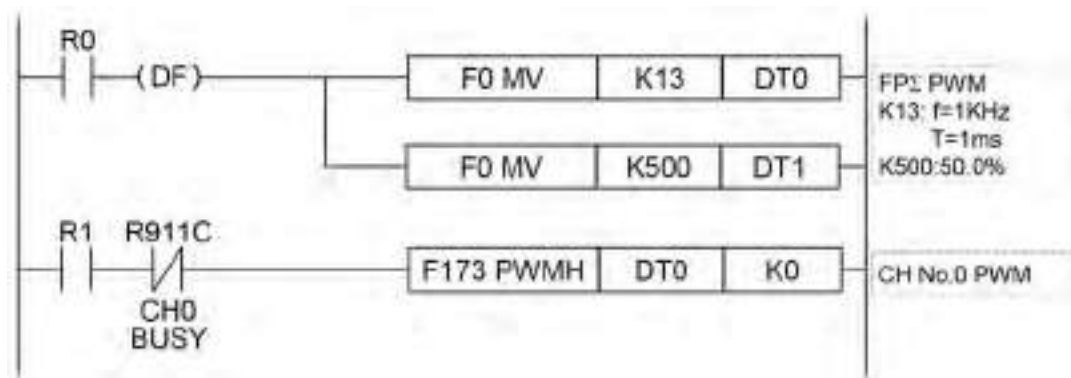 R0
( DF )
F0 MV K13 DT0
FPΣ PWM
K13: f=1KHz
T=1ms
K500:50.0%
F0 MV K500 DT1
R1 R911C
F173 PWMH DT0 K0
CH No.0 PWM
CH0
BUSY